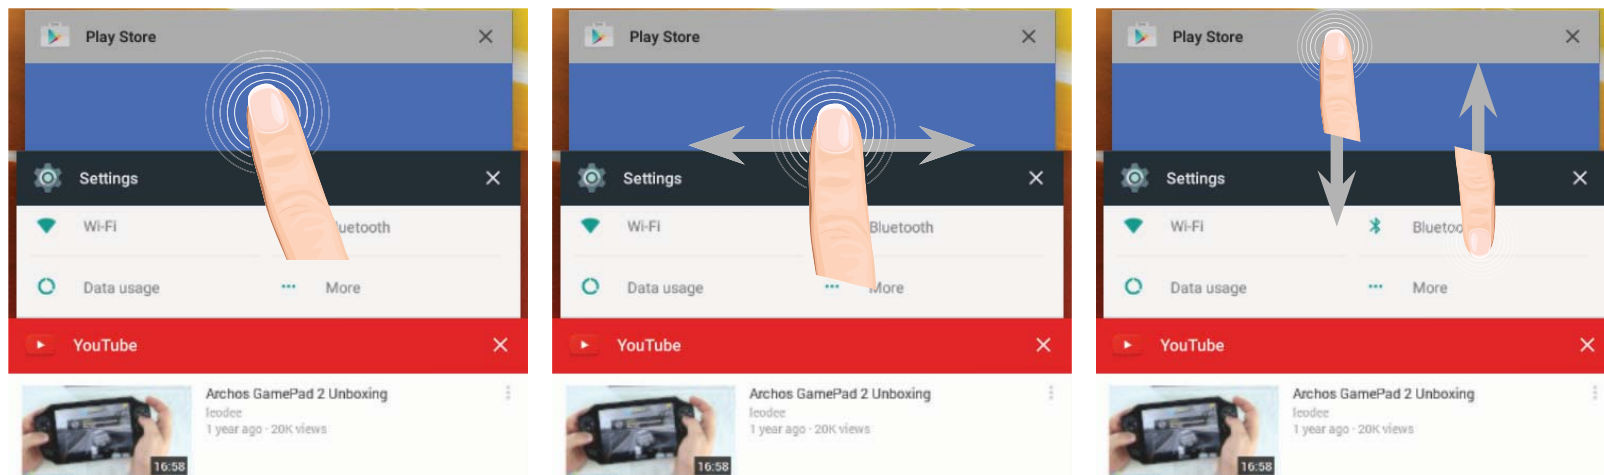 Play Store
Settings
Wi-Fi
uetooth
Data usage
More
YouTube
Archos GamePad 2 Unboxing
leodee
1 year ago · 20K views
16:58
Play Store
Settings
Wi-Fi
Bluetooth
Data usage
More
YouTube
Archos GamePad 2 Unboxing
leodee
1 year ago · 20K views
16:58
Play Store
Settings
Wi-Fi
Bluetoo
Data usage
More
YouTube
Archos GamePad 2 Unboxing
leodee
1 year ago · 20K views
16:58